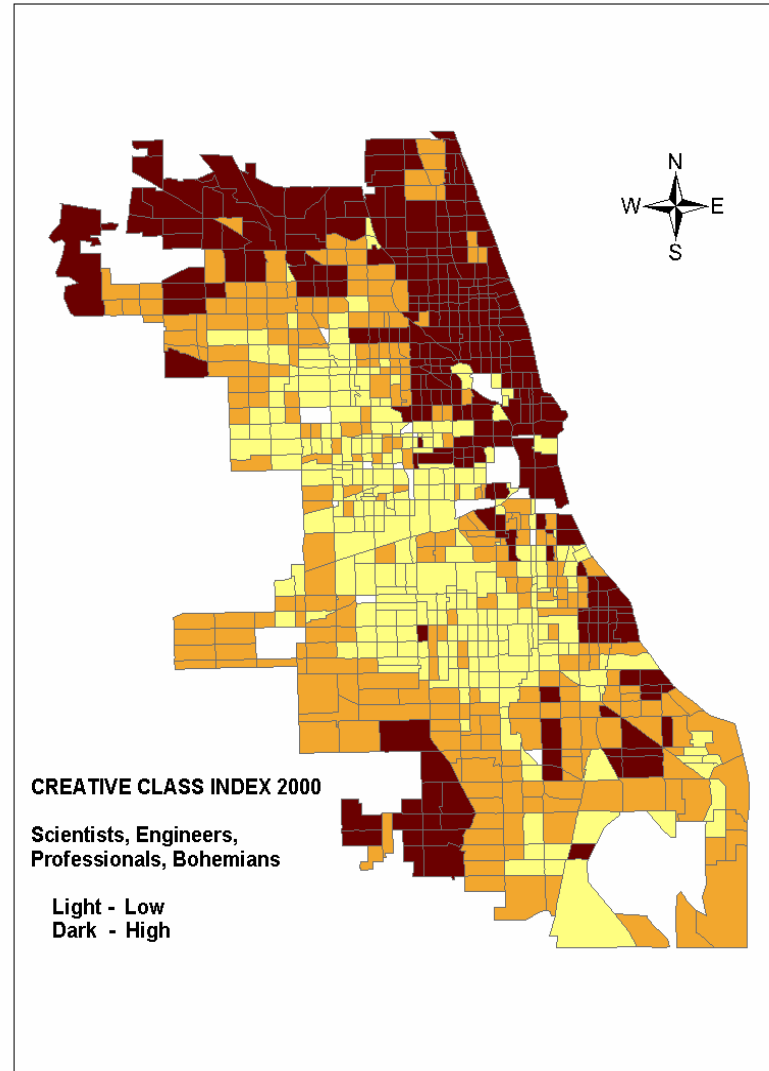 N
W E
S
CREATIVE CLASS INDEX 2000
Scientists, Engineers,
Professionals, Bohemians
Light - Low
Dark - High